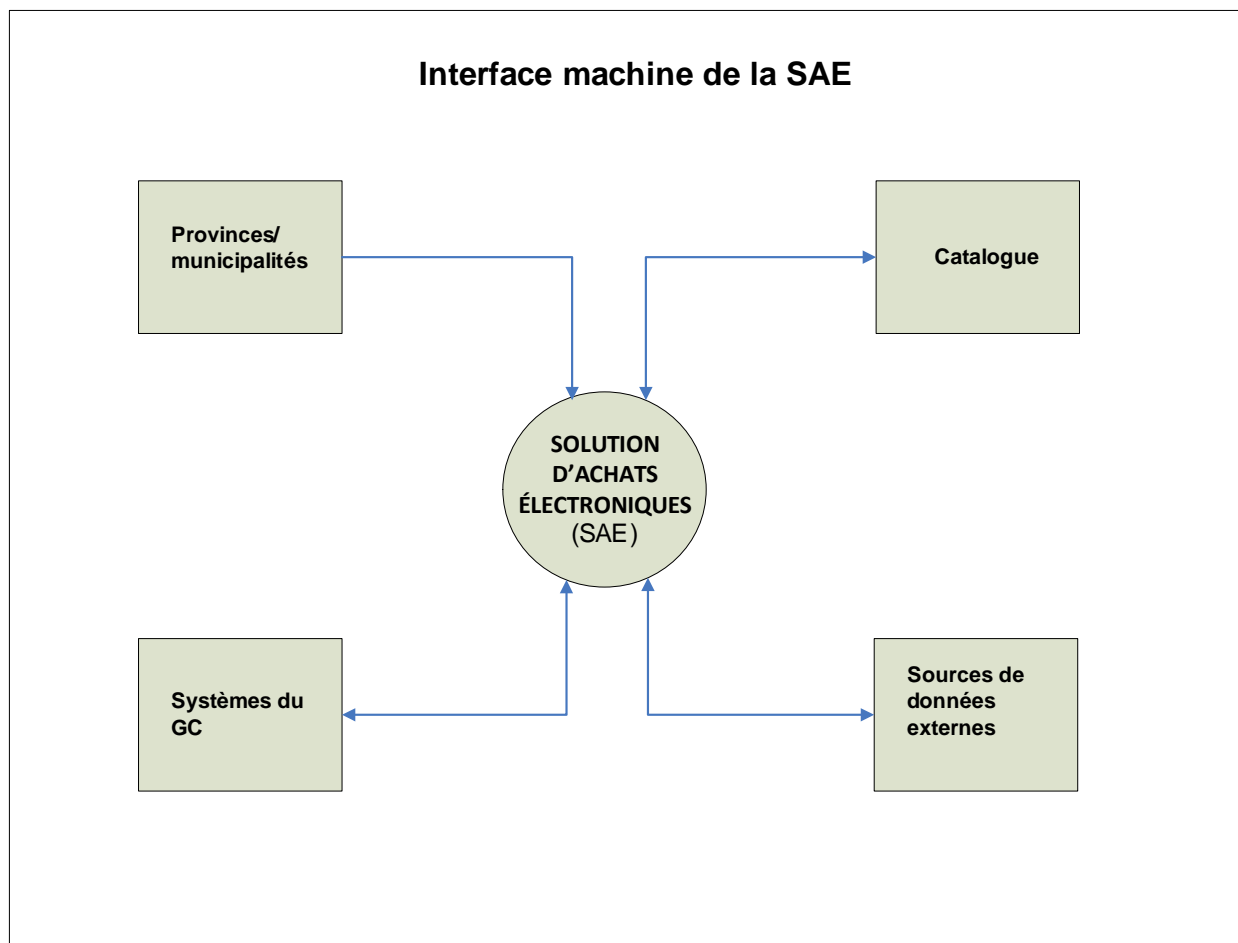 Interface machine de la SAE
Provinces/
municipalités
Catalogue
SOLUTION
D’ACHATS
ÉLECTRONIQUES
(SAE)
Systèmes du
GC
Sources de
données
externes